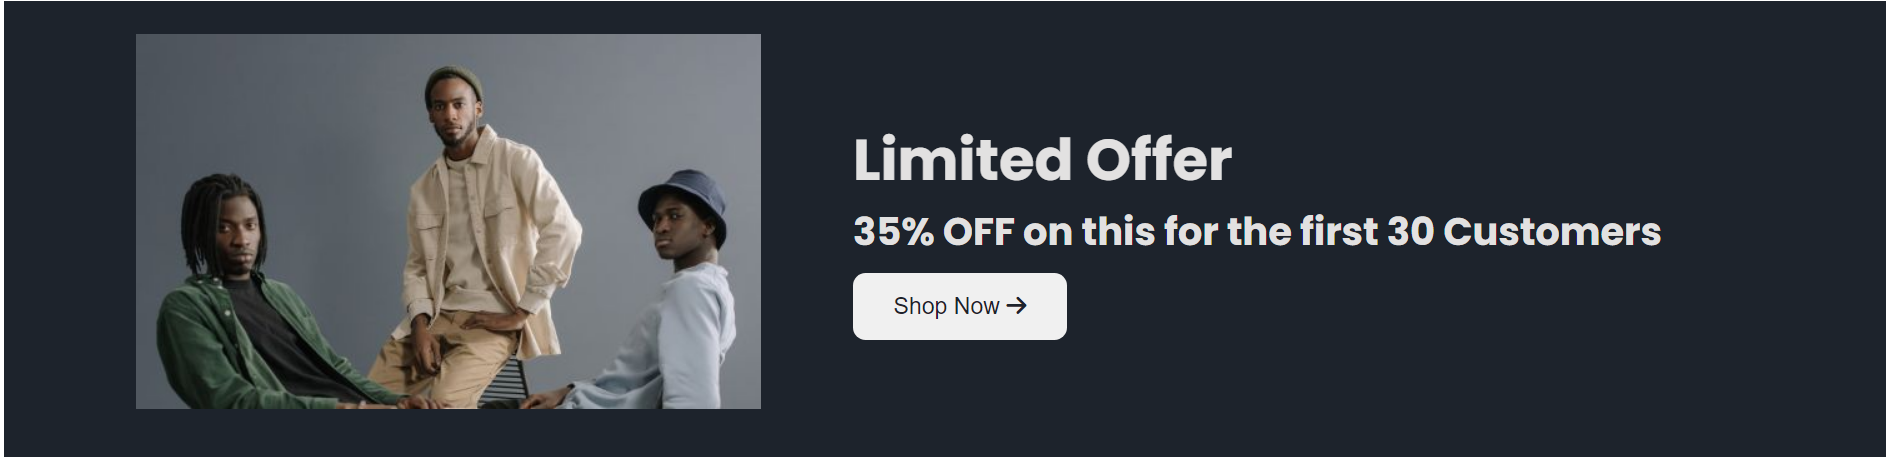 Limited Offer
35% OFF on this for the first 30 Customers
Shop Now →